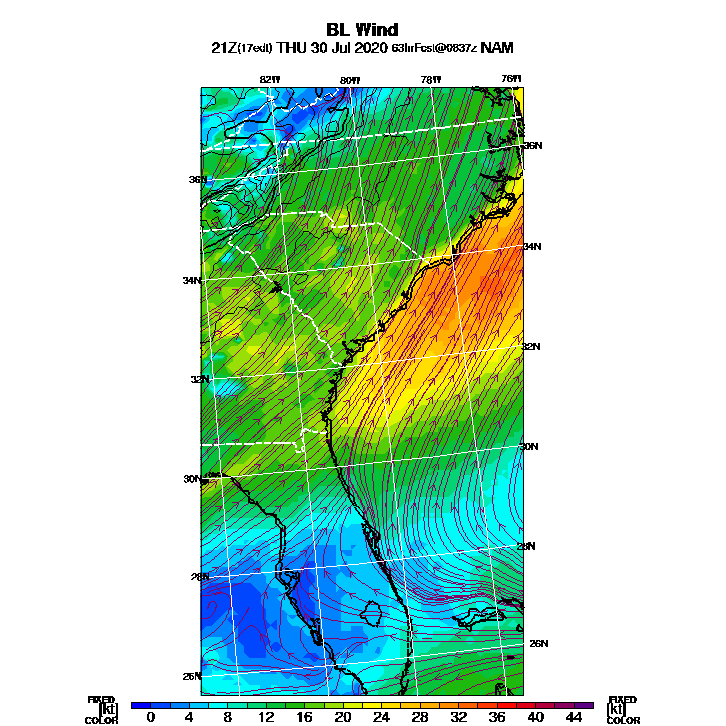 BL Wind
21Z(17edt) THU 30 Jul 2020 63hrFcst@0837z NAM
82W 80W 78W 76W
36N
36N
34N
34N
32N
32N
30N
30N
28N
28N
26N
26N
FIXED FIXED
[kt] [kt]
COLOR COLOR
0 4 8 12 16 20 24 28 32 36 40 44